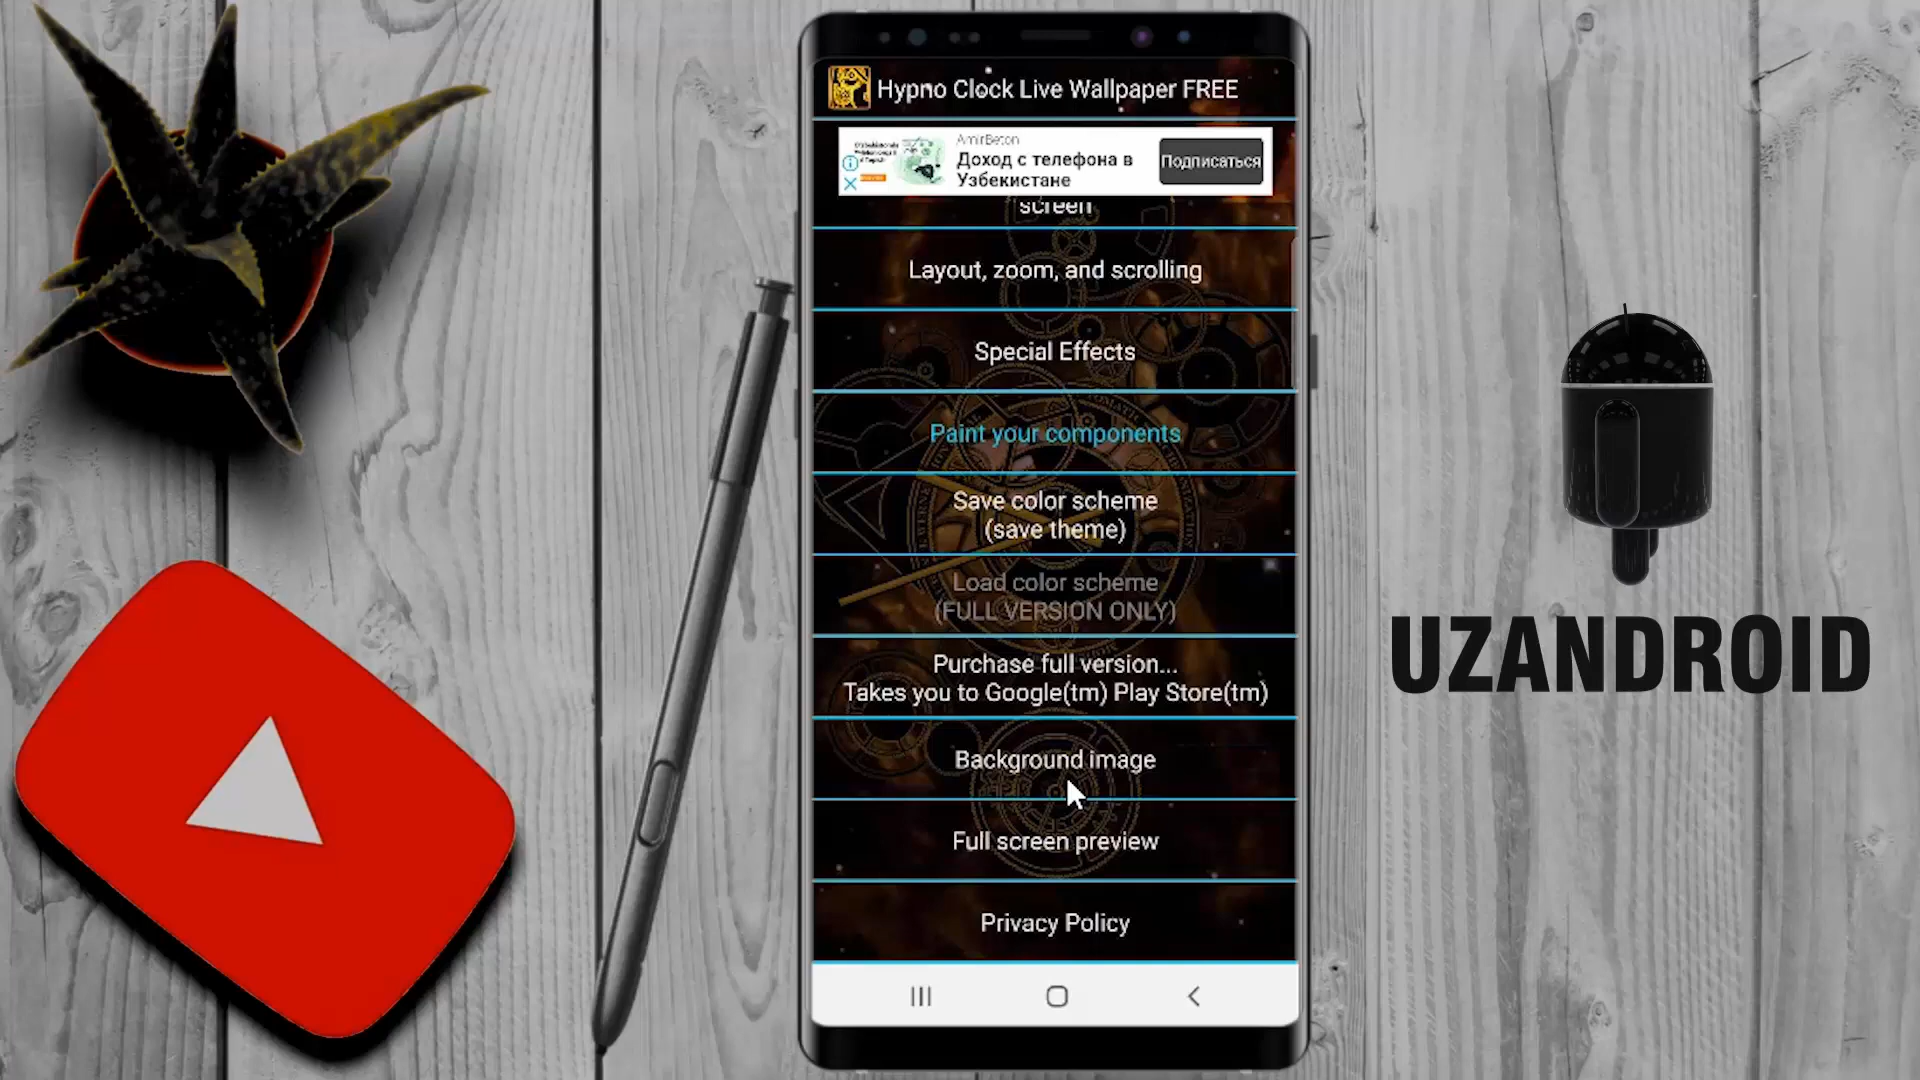 Hypno Clock Live Wallpaper FREE
AmirBeton
Доход с телефона в
Узбекистане
Подписаться
screen
Layout, zoom, and scrolling
Special Effects
Paint your components
Save color scheme
(save theme)
Load color scheme
(FULL VERSION ONLY)
Purchase full version...
Takes you to Google(tm) Play Store(tm)
Background image
Full screen preview
Privacy Policy
UZANDROID